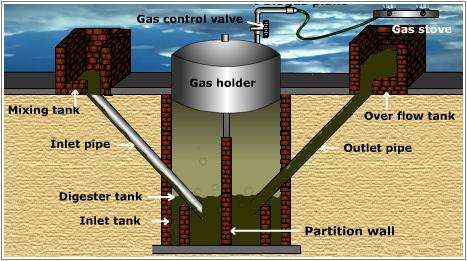 Gas control valve
Gas stove
Gas holder
Mixing tank
Over flow tank
Inlet pipe
Outlet pipe
Digester tank
Inlet tank
Partition wall